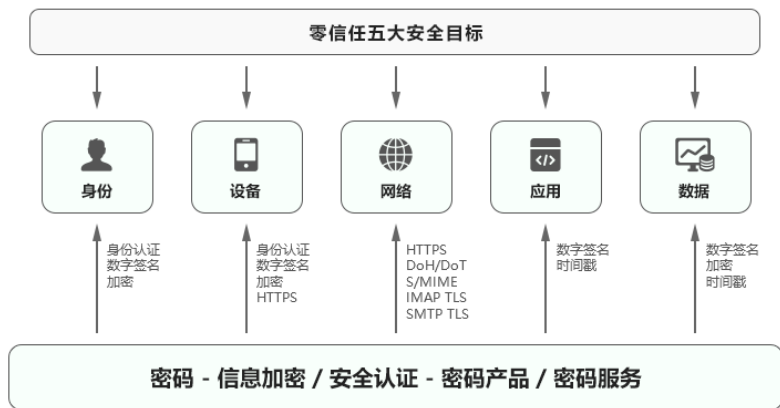 零信任五大安全目标
身份
设备
网络
应用
数据
身份认证
数字签名
加密
身份认证
数字签名
加密
HTTPS
HTTPS
DoH/DoT
S/MIME
IMAP TLS
SMTP TLS
数字签名
时间戳
数字签名
加密
时间戳
密码 - 信息加密 / 安全认证 - 密码产品 / 密码服务